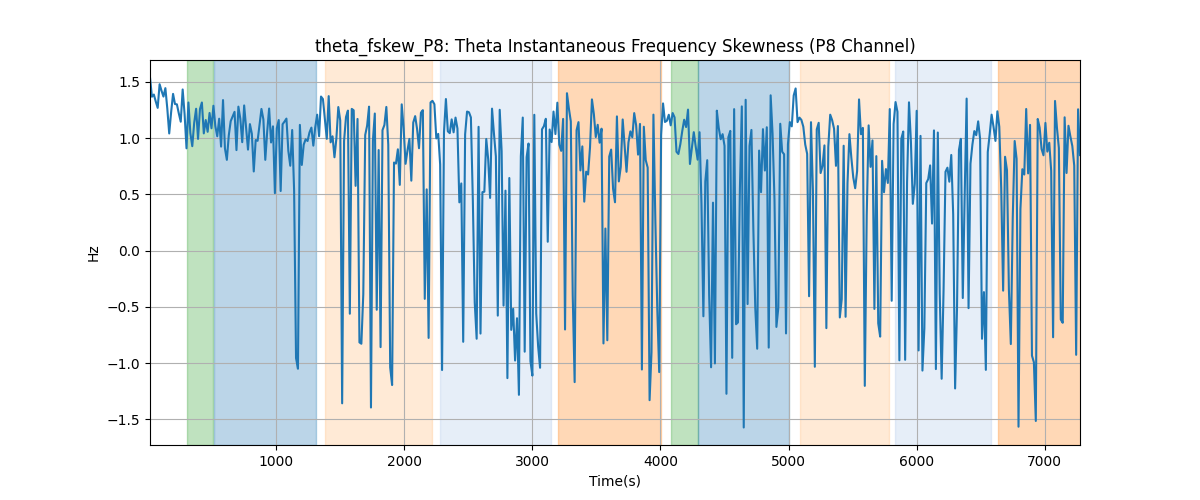 theta_fskew_P8: Theta Instantaneous Frequency Skewness (P8 Channel)
1.5
1.0
0.5
0.0
−0.5
−1.0
−1.5
Hz
1000 2000 3000 4000 5000 6000 7000
Time(s)